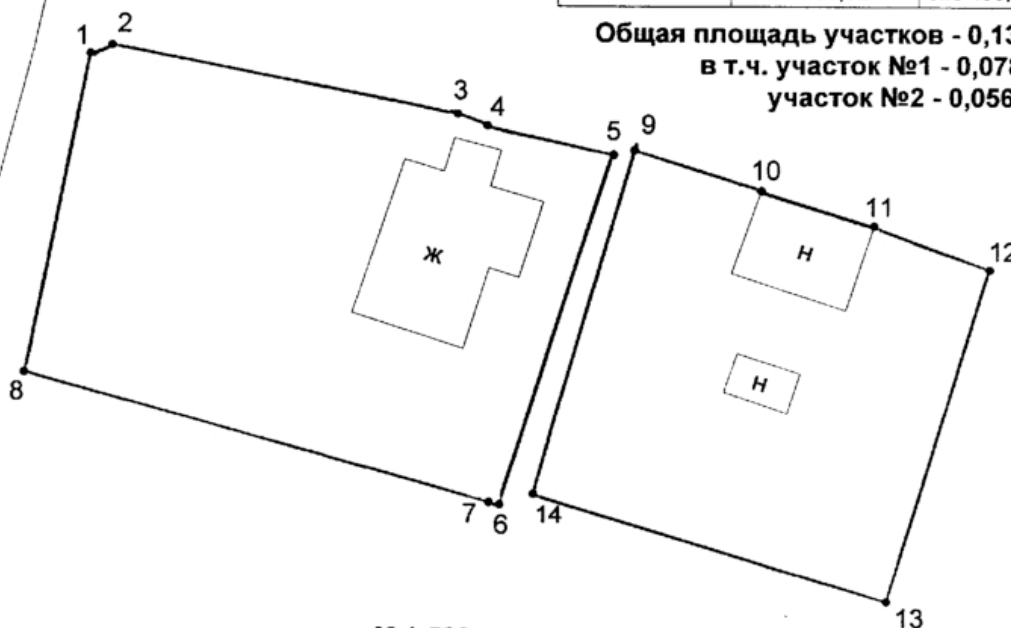 Общая площадь участков - 0,13
в т.ч. участок №1 - 0,078
участок №2 - 0,056
1
2
3
4
5
9
10
11
12
ж
н
н
8
7
6
14
13